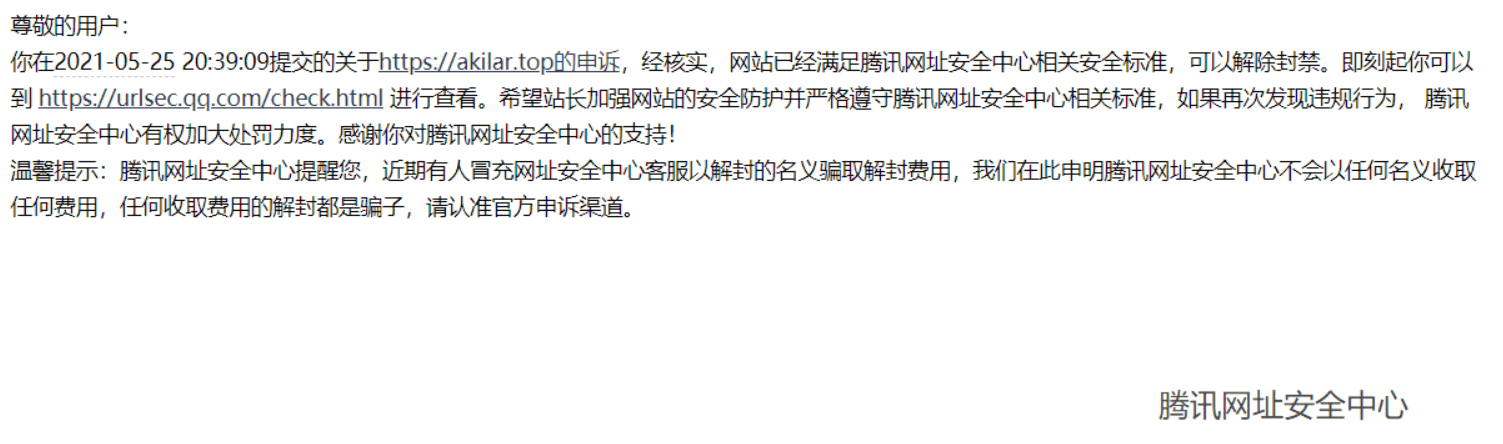 尊敬的用户：
你在2021-05-25 20:39:09提交的关于https://akilar.top的申诉，经核实，网站已经满足腾讯网址安全中心相关安全标准，可以解除封禁。即刻起你可以
到 https://urlsec.qq.com/check.html 进行查看。希望站长加强网站的安全防护并严格遵守腾讯网址安全中心相关标准，如果再次发现违规行为， 腾讯
网址安全中心有权加大处罚力度。感谢你对腾讯网址安全中心的支持！
温馨提示：腾讯网址安全中心提醒您，近期有人冒充网址安全中心客服以解封的名义骗取解封费用，我们在此申明腾讯网址安全中心不会以任何名义收取
任何费用，任何收取费用的解封都是骗子，请认准官方申诉渠道。
腾讯网址安全中心